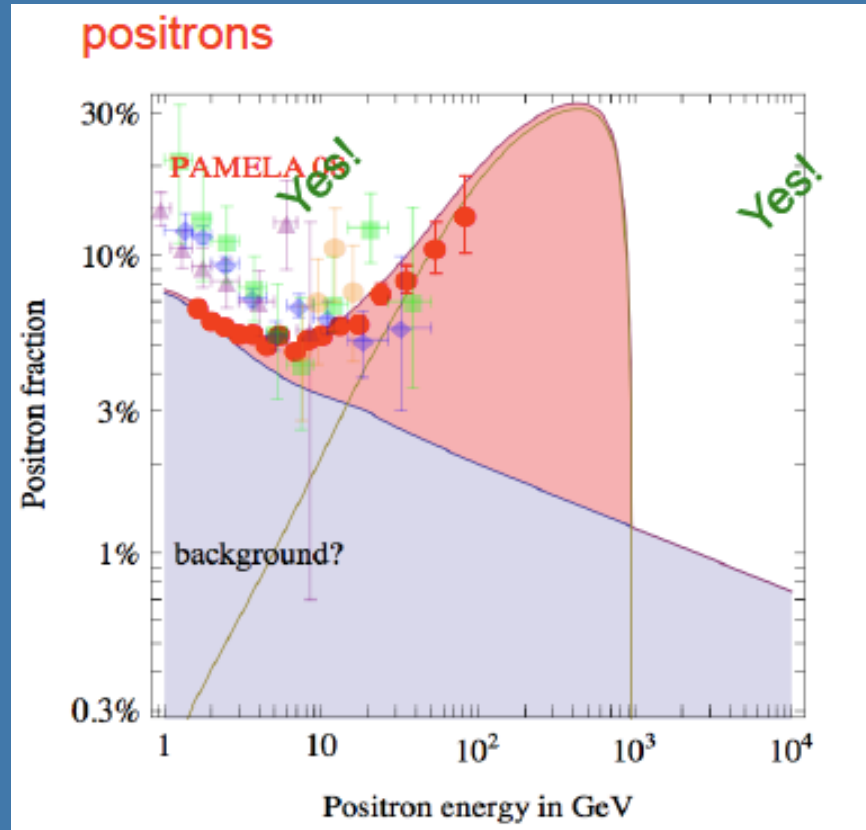 positrons
30%
10%
3%
1%
0.3%
Positron fraction
PAMELA 08
Yes!
Yes!
background?
1
10
10²
10³
10⁴
Positron energy in GeV